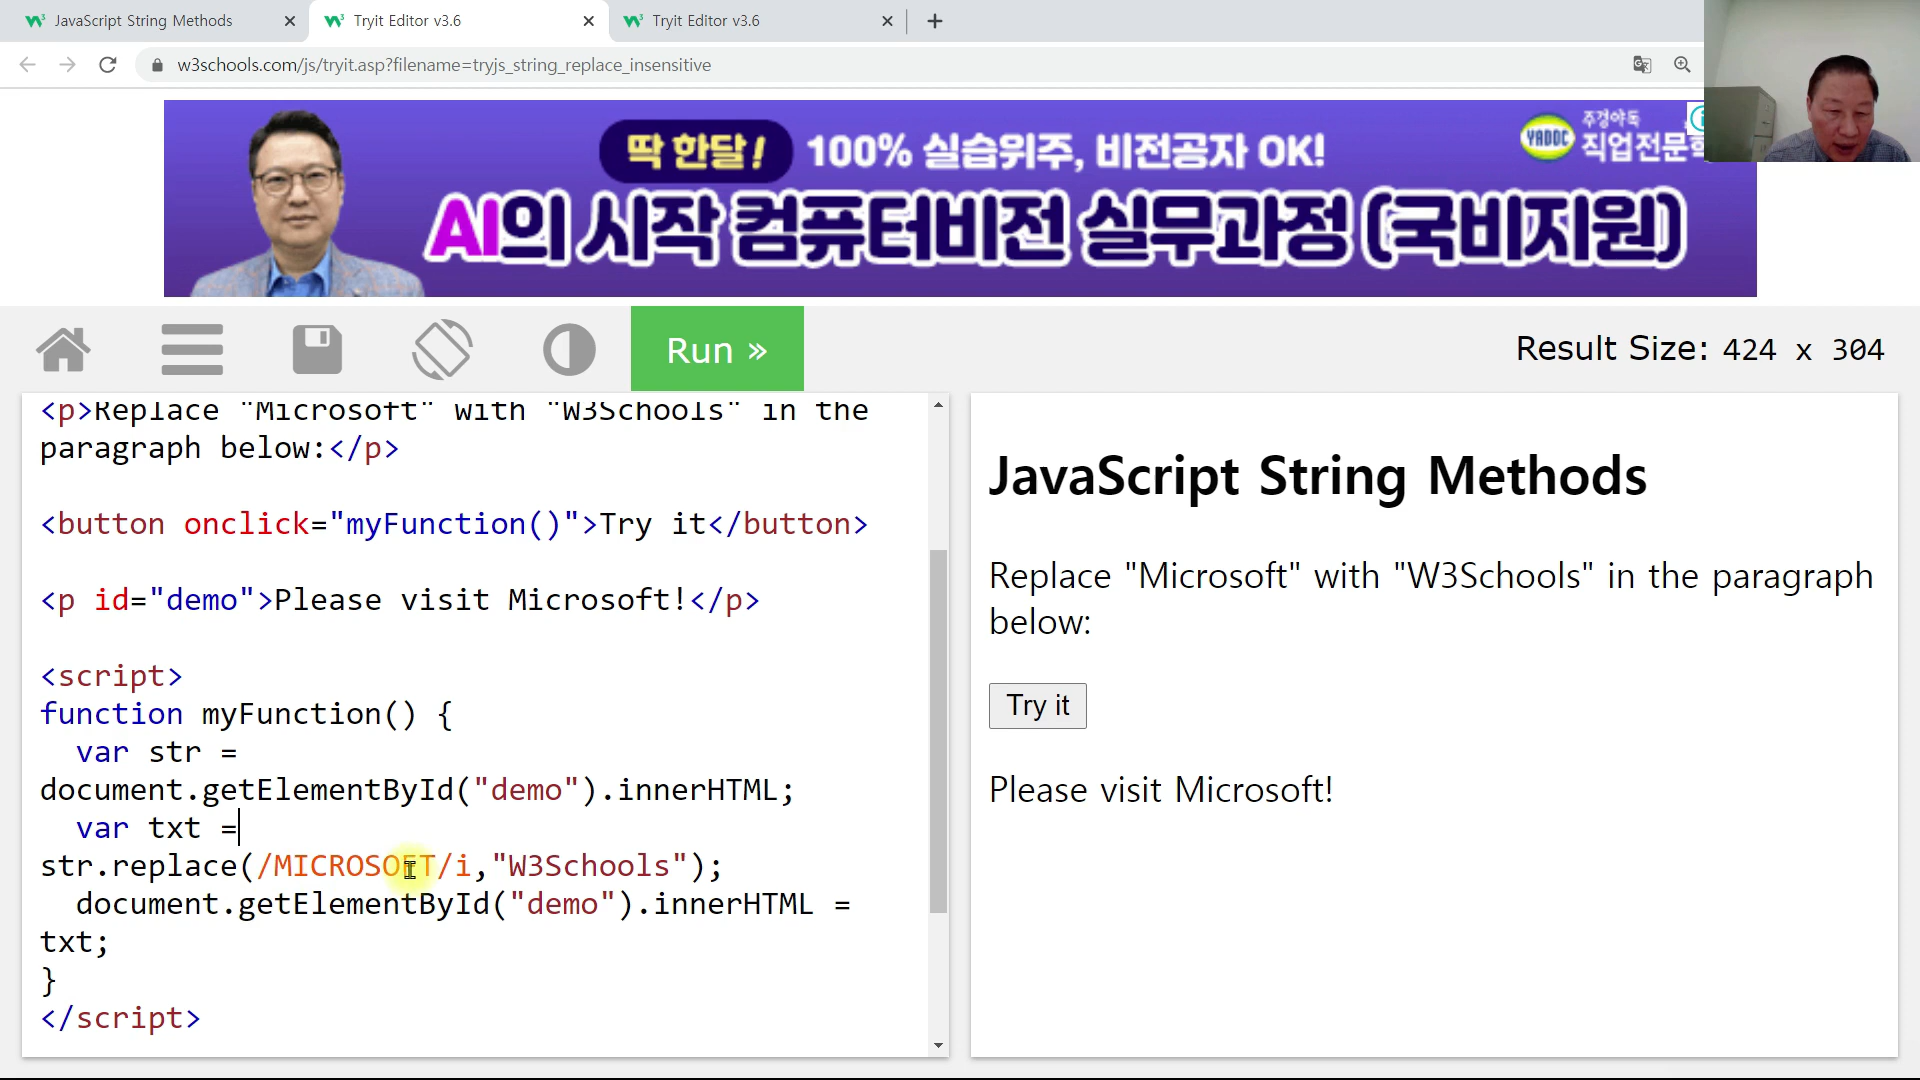 JavaScript String Methods
Tryit Editor v3.6
Tryit Editor v3.6
w3schools.com/js/tryit.asp?filename=tryjs_string_replace_insensitive
딱 한달!
100% 실습위주, 비전공자 OK!
YADOC
주경야독
직업전문학
AI의 시작 컴퓨터비전 실무과정 (국비지원)
Run »
Result Size: 424 x 304
<p>Replace "Microsoft" with "W3Schools" in the
paragraph below:</p>
<button onclick="myFunction()">Try it</button>
<p id="demo">Please visit Microsoft!</p>
<script>
function myFunction() {
  var str =
document.getElementById("demo").innerHTML;
  var txt =
str.replace(/MICROSOFT/i,"W3Schools");
  document.getElementById("demo").innerHTML =
txt;
}
</script>
JavaScript String Methods
Replace "Microsoft" with "W3Schools" in the paragraph
below:
Try it
Please visit Microsoft!